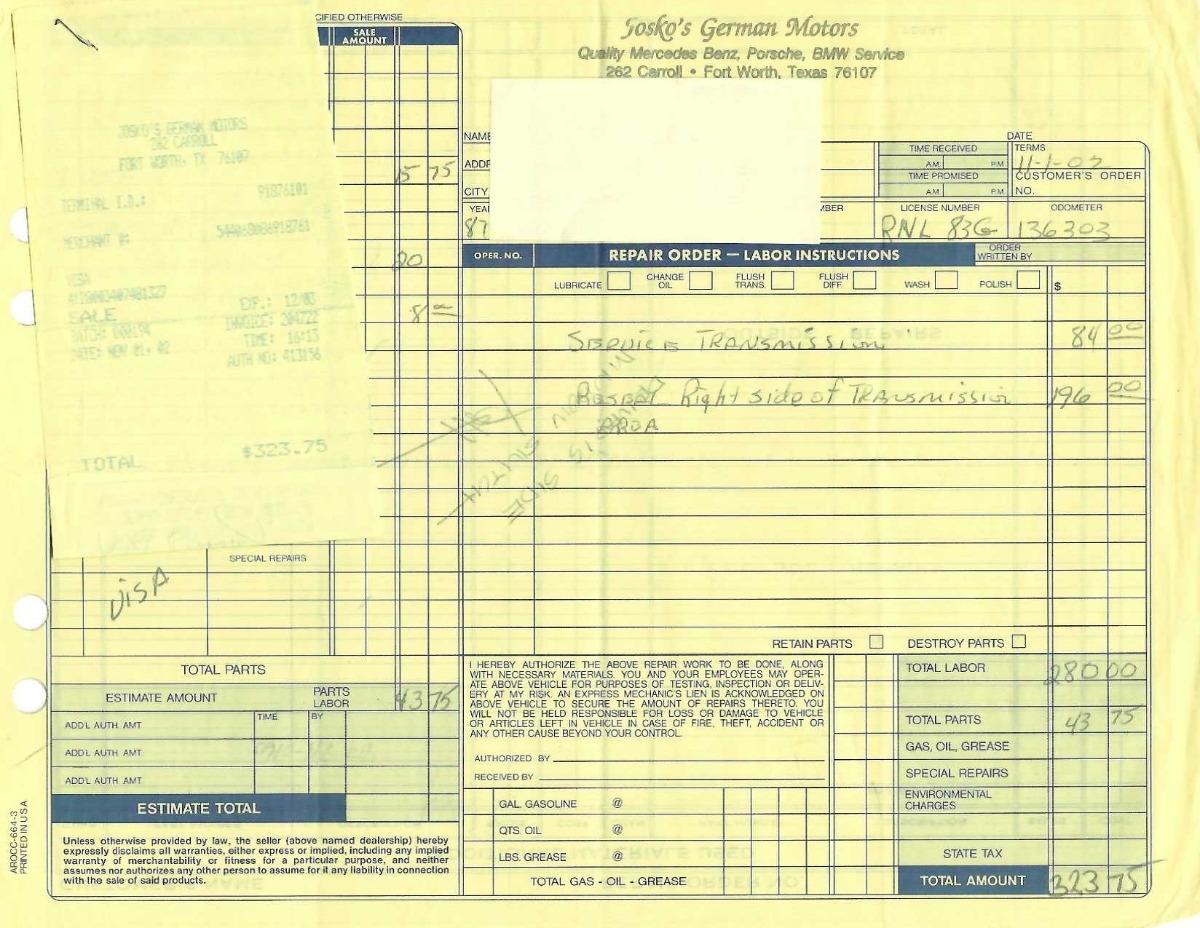 CIFIED OTHERWISE
SALE AMOUNT
Josko's German Motors
Quality Mercedes Benz, Porsche, BMW Service
262 Carroll • Fort Worth, Texas 76107
JOSKO'S GERMAN MOTORS
262 CARROLL
FORT WORTH, TX 76107
TERMINAL I.D.: 91876101
MERCHANT #:
VISA
SALE
EXP.: 12/03
BATCH: 000194
INVOICE: 204722
DATE: NOV 01, 02
TIME: 16:13
AUTH NO: 413156
TOTAL $323.75
15 75
20
8 00
NAME
DATE
ADD
TIME RECEIVED
AM PM
TERMS
11-1-02
CITY
TIME PROMISED
AM PM
CUSTOMER'S ORDER NO.
YEA
87
MBER
LICENSE NUMBER
RNL 83G
ODOMETER
136303
OPER. NO.
REPAIR ORDER — LABOR INSTRUCTIONS
ORDER WRITTEN BY
LUBRICATE
CHANGE OIL
FLUSH TRANS.
FLUSH DIFF.
WASH
POLISH
$
SERVICE TRANSMISSION 84 00
Reseal Right side of TRANSMISSION 196 00
SPECIAL REPAIRS
VISA
RETAIN PARTS
DESTROY PARTS
TOTAL PARTS
ESTIMATE AMOUNT
PARTS
LABOR
43 75
ADD'L AUTH. AMT.
TIME
BY
ADD'L AUTH. AMT.
ADD'L AUTH. AMT.
ESTIMATE TOTAL
Unless otherwise provided by law, the seller (above named dealership) hereby
expressly disclaims all warranties, either express or implied, including any implied
warranty of merchantability or fitness for a particular purpose, and neither
assumes nor authorizes any other person to assume for it any liability in connection
with the sale of said products.
AROCC-664-3
PRINTED IN USA
I HEREBY AUTHORIZE THE ABOVE REPAIR WORK TO BE DONE, ALONG
WITH NECESSARY MATERIALS. YOU AND YOUR EMPLOYEES MAY OPER-
ATE ABOVE VEHICLE FOR PURPOSES OF TESTING, INSPECTION OR DELIV-
ERY AT MY RISK. AN EXPRESS MECHANIC'S LIEN IS ACKNOWLEDGED ON
ABOVE VEHICLE TO SECURE THE AMOUNT OF REPAIRS THERETO. YOU
WILL NOT BE HELD RESPONSIBLE FOR LOSS OR DAMAGE TO VEHICLE
OR ARTICLES LEFT IN VEHICLE IN CASE OF FIRE, THEFT, ACCIDENT OR
ANY OTHER CAUSE BEYOND YOUR CONTROL.
AUTHORIZED BY
RECEIVED BY
GAL. GASOLINE @
QTS. OIL @
LBS. GREASE @
TOTAL GAS - OIL - GREASE
TOTAL LABOR 280 00
TOTAL PARTS 43 75
GAS, OIL, GREASE
SPECIAL REPAIRS
ENVIRONMENTAL CHARGES
STATE TAX
TOTAL AMOUNT 323 75